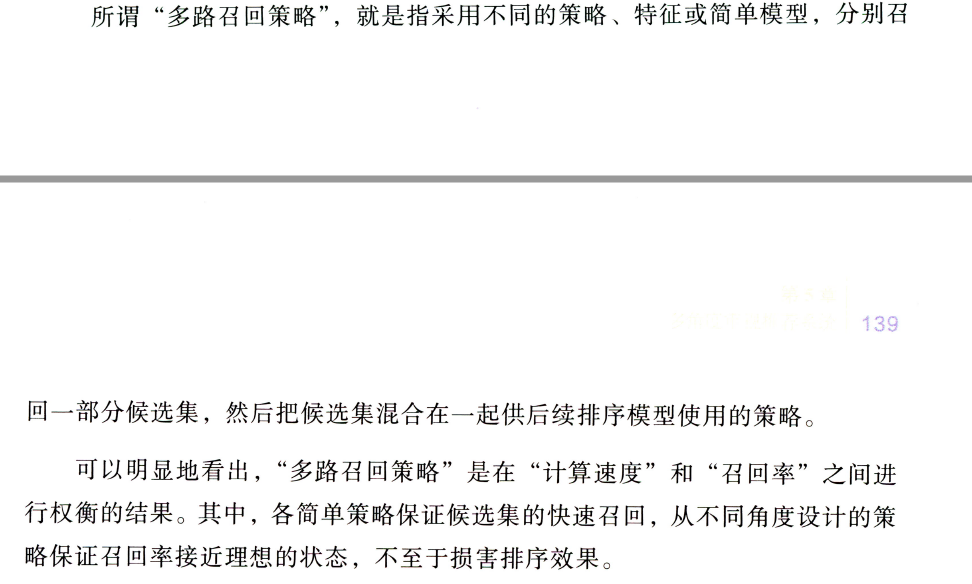 所谓“多路召回策略”，就是指采用不同的策略、特征或简单模型，分别召
139
回一部分候选集，然后把候选集混合在一起供后续排序模型使用的策略。
可以明显地看出，“多路召回策略”是在“计算速度”和“召回率”之间进
行权衡的结果。其中，各简单策略保证候选集的快速召回，从不同角度设计的策
略保证召回率接近理想的状态，不至于损害排序效果。